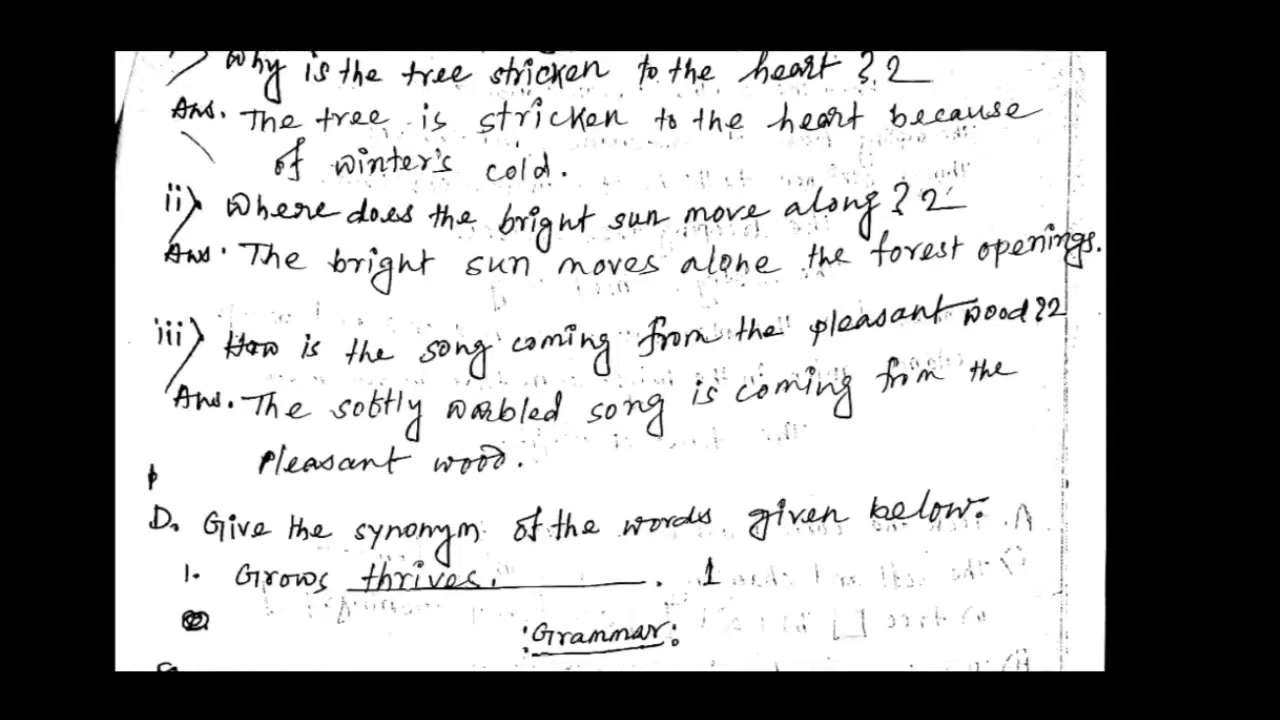 i) Why is the tree stricken to the heart? 2
Ans. The tree is stricken to the heart because
of winter's cold.
ii) Where does the bright sun move along? 2
Ans. The bright sun moves alone the forest openings.
iii) How is the song coming from the pleasant wood? 2
Ans. The softly warbled song is coming from the
pleasant wood.
D. Give the synonym of the words given below.
1. Grows thrives. 1
:Grammar: